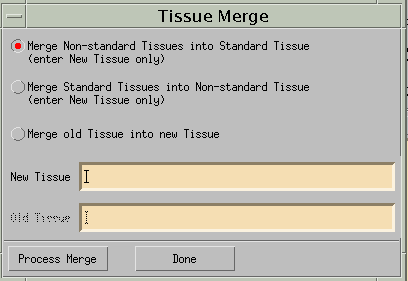 Tissue Merge
Merge Non-standard Tissues into Standard Tissue
(enter New Tissue only)
Merge Standard Tissues into Non-standard Tissue
(enter New Tissue only)
Merge old Tissue into new Tissue
New Tissue
Old Tissue
Process Merge
Done